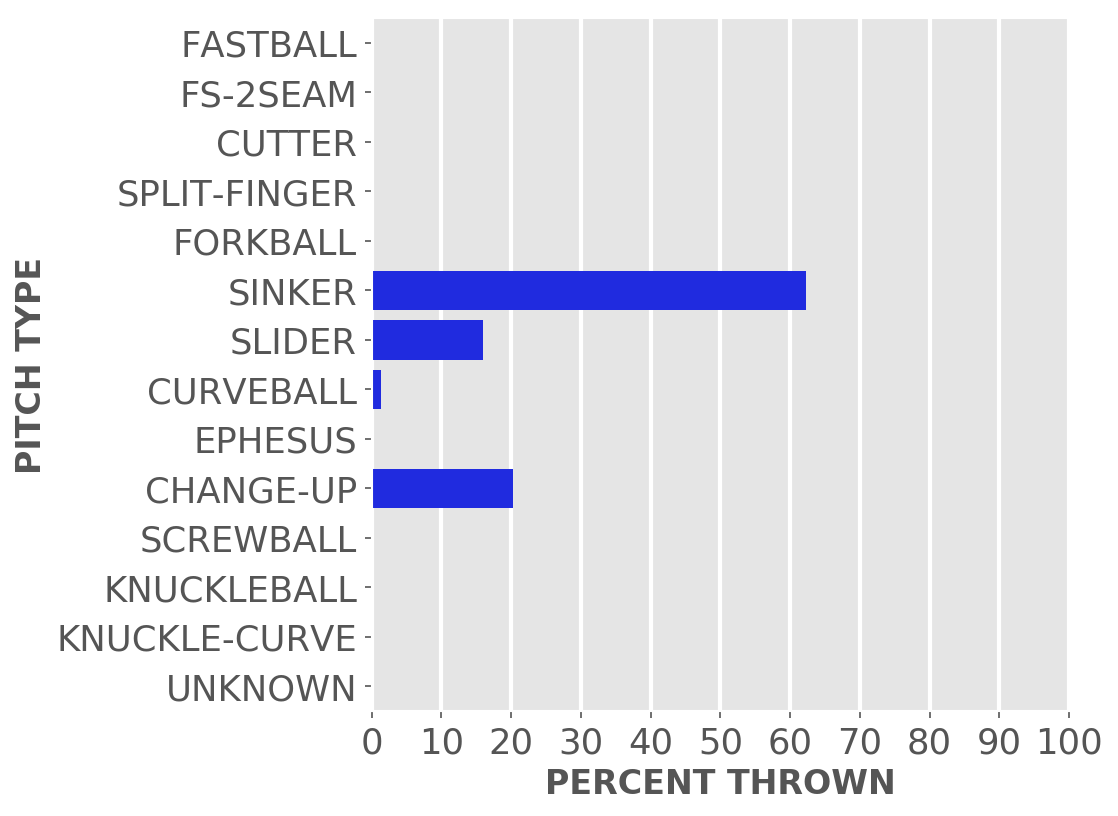 FASTBALL
FS-2SEAM
CUTTER
SPLIT-FINGER
FORKBALL
SINKER
SLIDER
CURVEBALL
EPHESUS
CHANGE-UP
SCREWBALL
KNUCKLEBALL
KNUCKLE-CURVE
UNKNOWN
PITCH TYPE
0 10 20 30 40 50 60 70 80 90 100
PERCENT THROWN